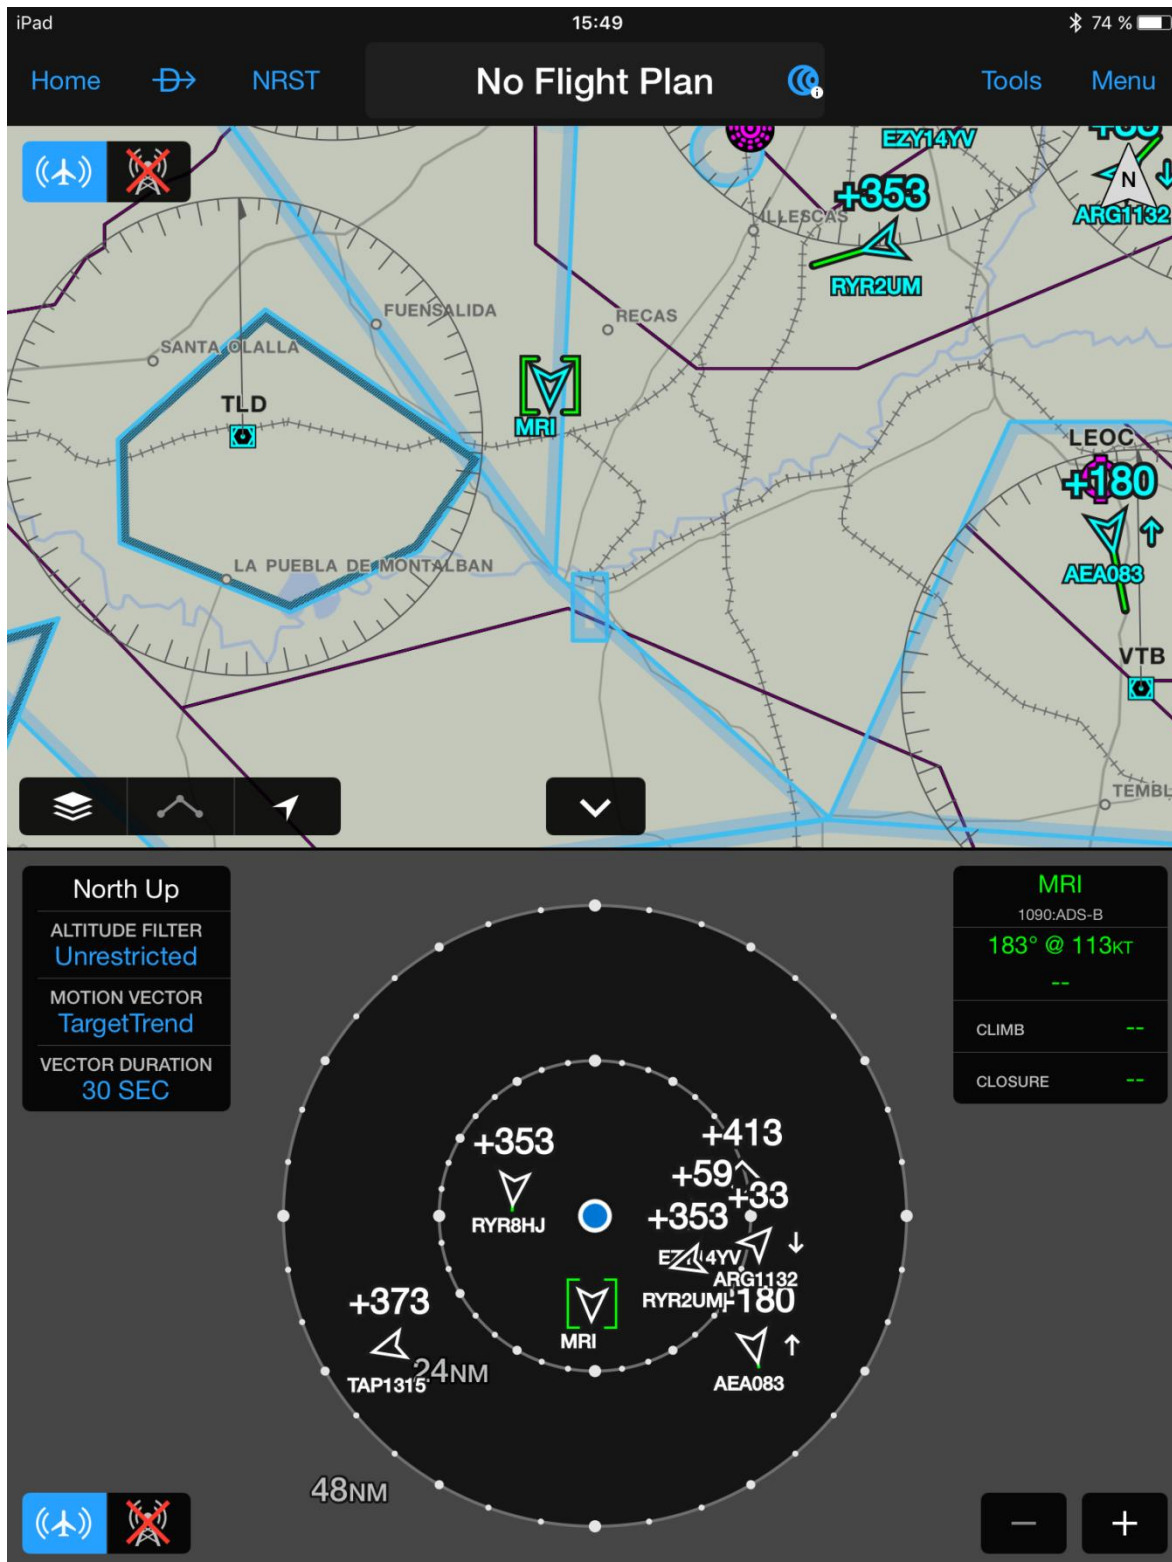 iPad
15:49
74 %
Home
D
NRST
No Flight Plan
Tools
Menu
EZY14YV
N
ARG1132
+353
ILLESCAS
RYR2UM
FUENSALIDA
RECAS
SANTA OLALLA
TLD
MRI
LEOC
+180
AEA083
LA PUEBLA DE MONTALBAN
VTB
TEMBL
North Up
ALTITUDE FILTER
Unrestricted
MOTION VECTOR
TargetTrend
VECTOR DURATION
30 SEC
MRI
1090:ADS-B
183° @ 113KT
--
CLIMB --
CLOSURE --
+353
RYR8HJ
+413
+59
+33
+353
EZY14YV
ARG1132
RYR2UM
+180
AEA083
MRI
+373
TAP1315
24NM
48NM